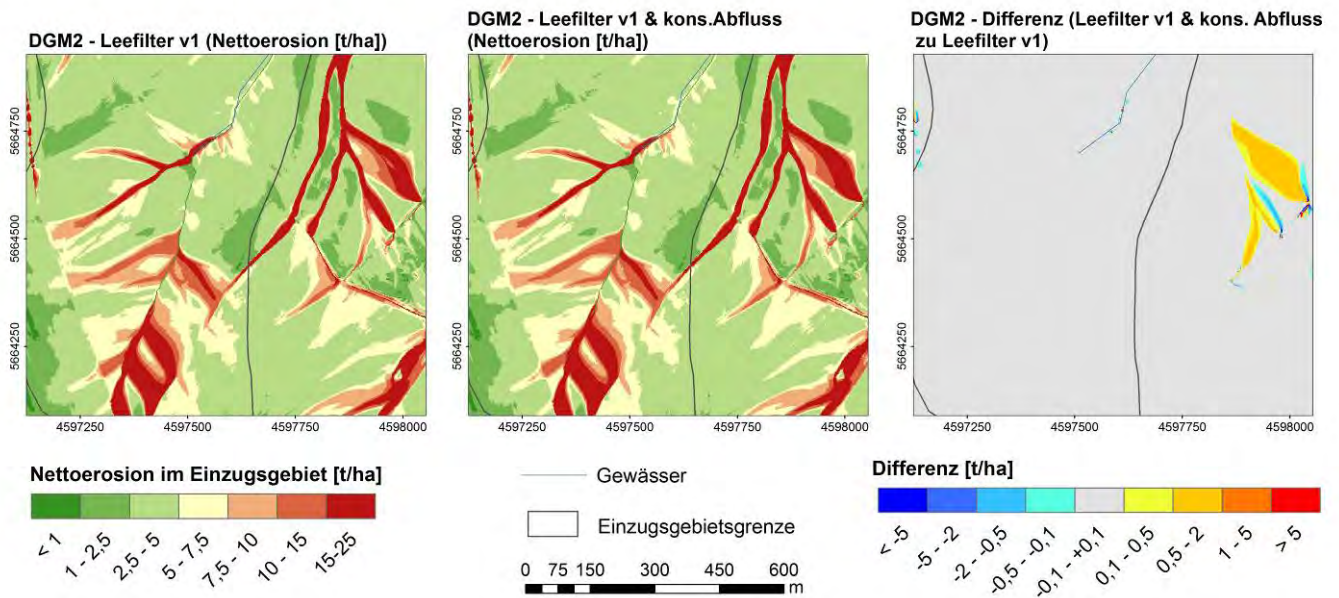 DGM2 - Leefilter v1 (Nettoerosion [t/ha])
DGM2 - Leefilter v1 & kons.Abfluss
(Nettoerosion [t/ha])
DGM2 - Differenz (Leefilter v1 & kons. Abfluss
zu Leefilter v1)
5664750
5664500
5664250
4597250
4597500
4597750
4598000
5664750
5664500
5664250
4597250
4597500
4597750
4598000
5664750
5664500
5664250
4597250
4597500
4597750
4598000
Nettoerosion im Einzugsgebiet [t/ha]
< 1
1 - 2,5
2,5 - 5
5 - 7,5
7,5 - 10
10 - 15
15-25
Gewässer
Einzugsgebietsgrenze
0 75 150 300 450 600
m
Differenz [t/ha]
< -5
-5 - -2
-2 - -0,5
-0,5 - -0,1
-0,1 - +0,1
0,1 - 0,5
0,5 - 2
1 - 5
> 5